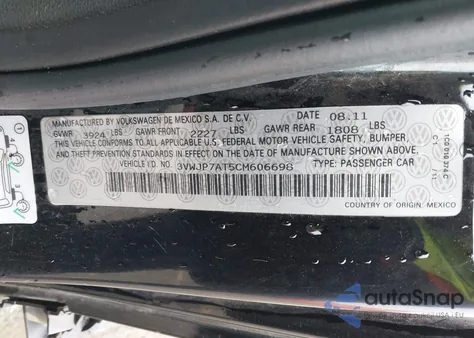 MANUFACTURED BY VOLKSWAGEN DE MEXICO S.A. DE C.V. DATE 08.11
GVWR 3924 LBS GAWR FRONT 2227 LBS GAWR REAR 1808 LBS
THIS VEHICLE CONFORMS TO ALL APPLICABLE U.S. FEDERAL MOTOR VEHICLE SAFETY, BUMPER,
AND THEFT PREVENTION STANDARDS IN EFFECT ON THE DATE OF MANUFACTURE SHOWN ABOVE.
VEHICLE I.D. NO.: 3VWJP7AT5CM606698 TYPE: PASSENGER CAR
COUNTRY OF ORIGIN: MEXICO
autoSnap